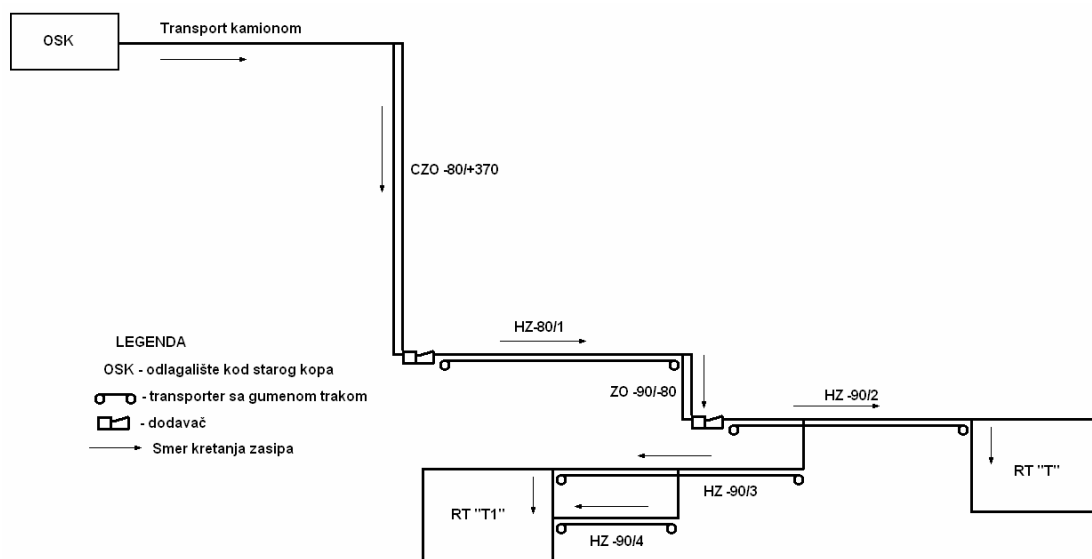 OSK
Transport kamionom
CZO -80/+370
HZ-80/1
LEGENDA
OSK - odlagalište kod starog kopa
- transporter sa gumenom trakom
- dodavač
Smer kretanja zasipa
ZO -90/-80
HZ -90/2
RT "T"
HZ -90/3
RT "T1"
HZ -90/4